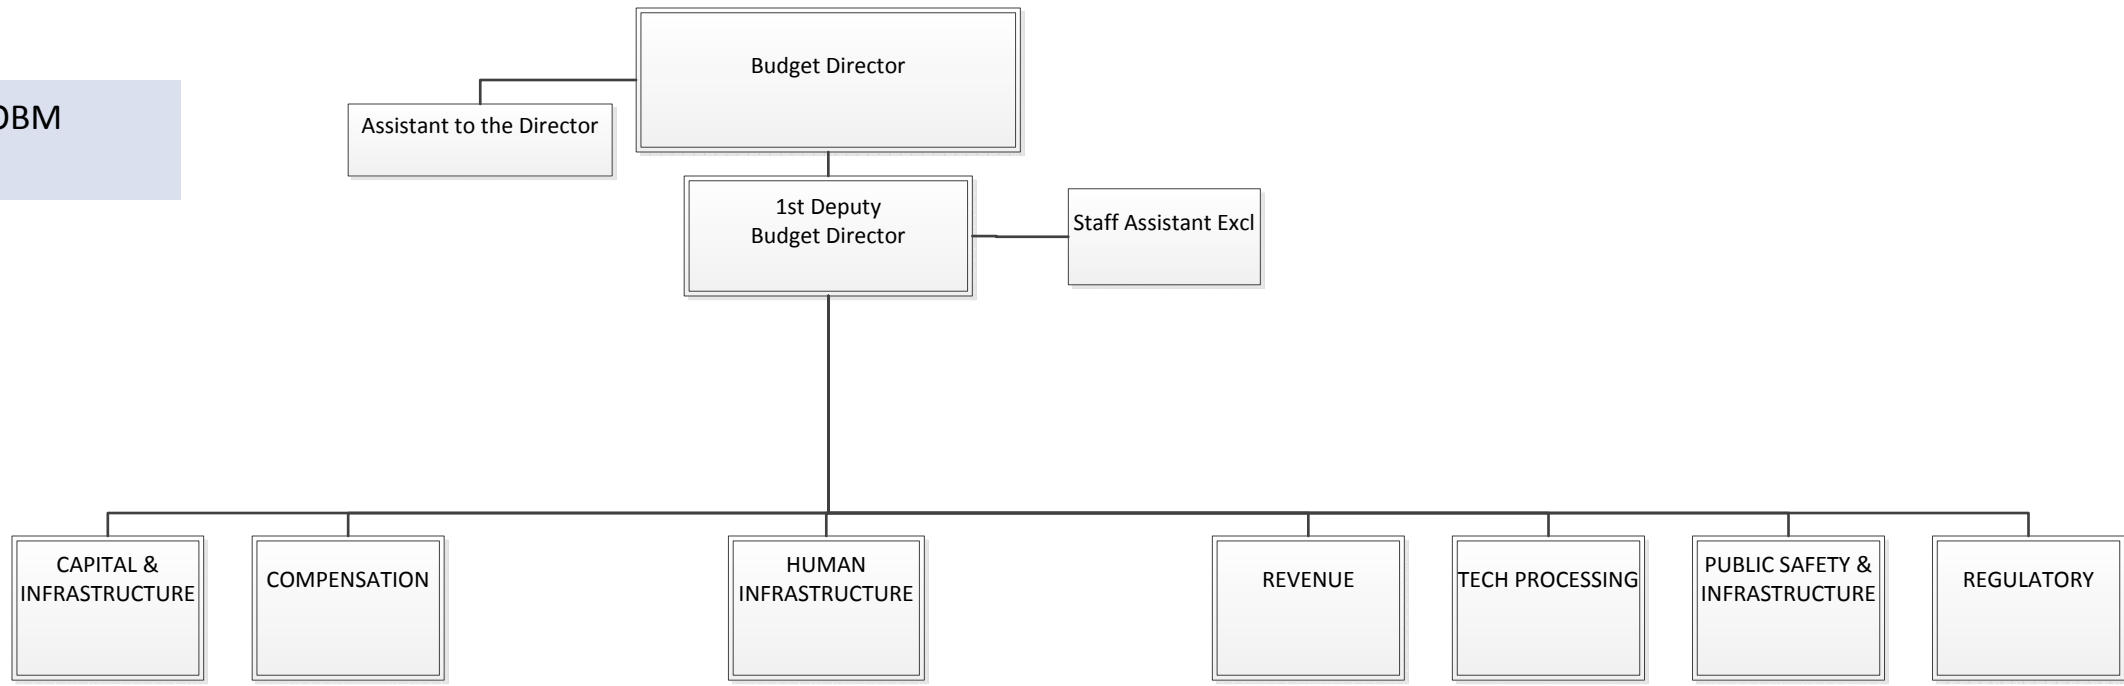 Budget Director
OBM
Assistant to the Director
1st Deputy
Budget Director
Staff Assistant Excl
CAPITAL &
INFRASTRUCTURE
COMPENSATION
HUMAN
INFRASTRUCTURE
REVENUE
TECH PROCESSING
PUBLIC SAFETY &
INFRASTRUCTURE
REGULATORY